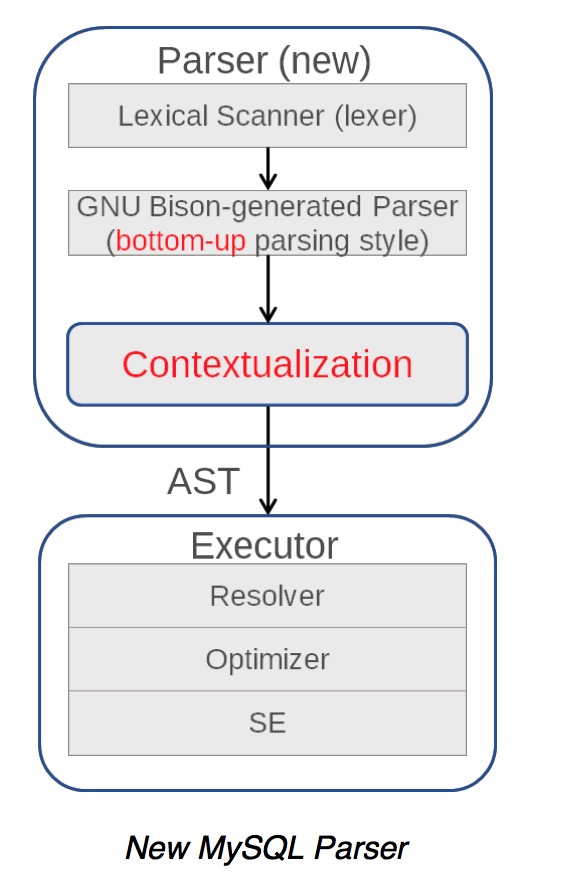 Parser (new)
Lexical Scanner (lexer)
GNU Bison-generated Parser
(bottom-up parsing style)
Contextualization
AST
Executor
Resolver
Optimizer
SE
New MySQL Parser